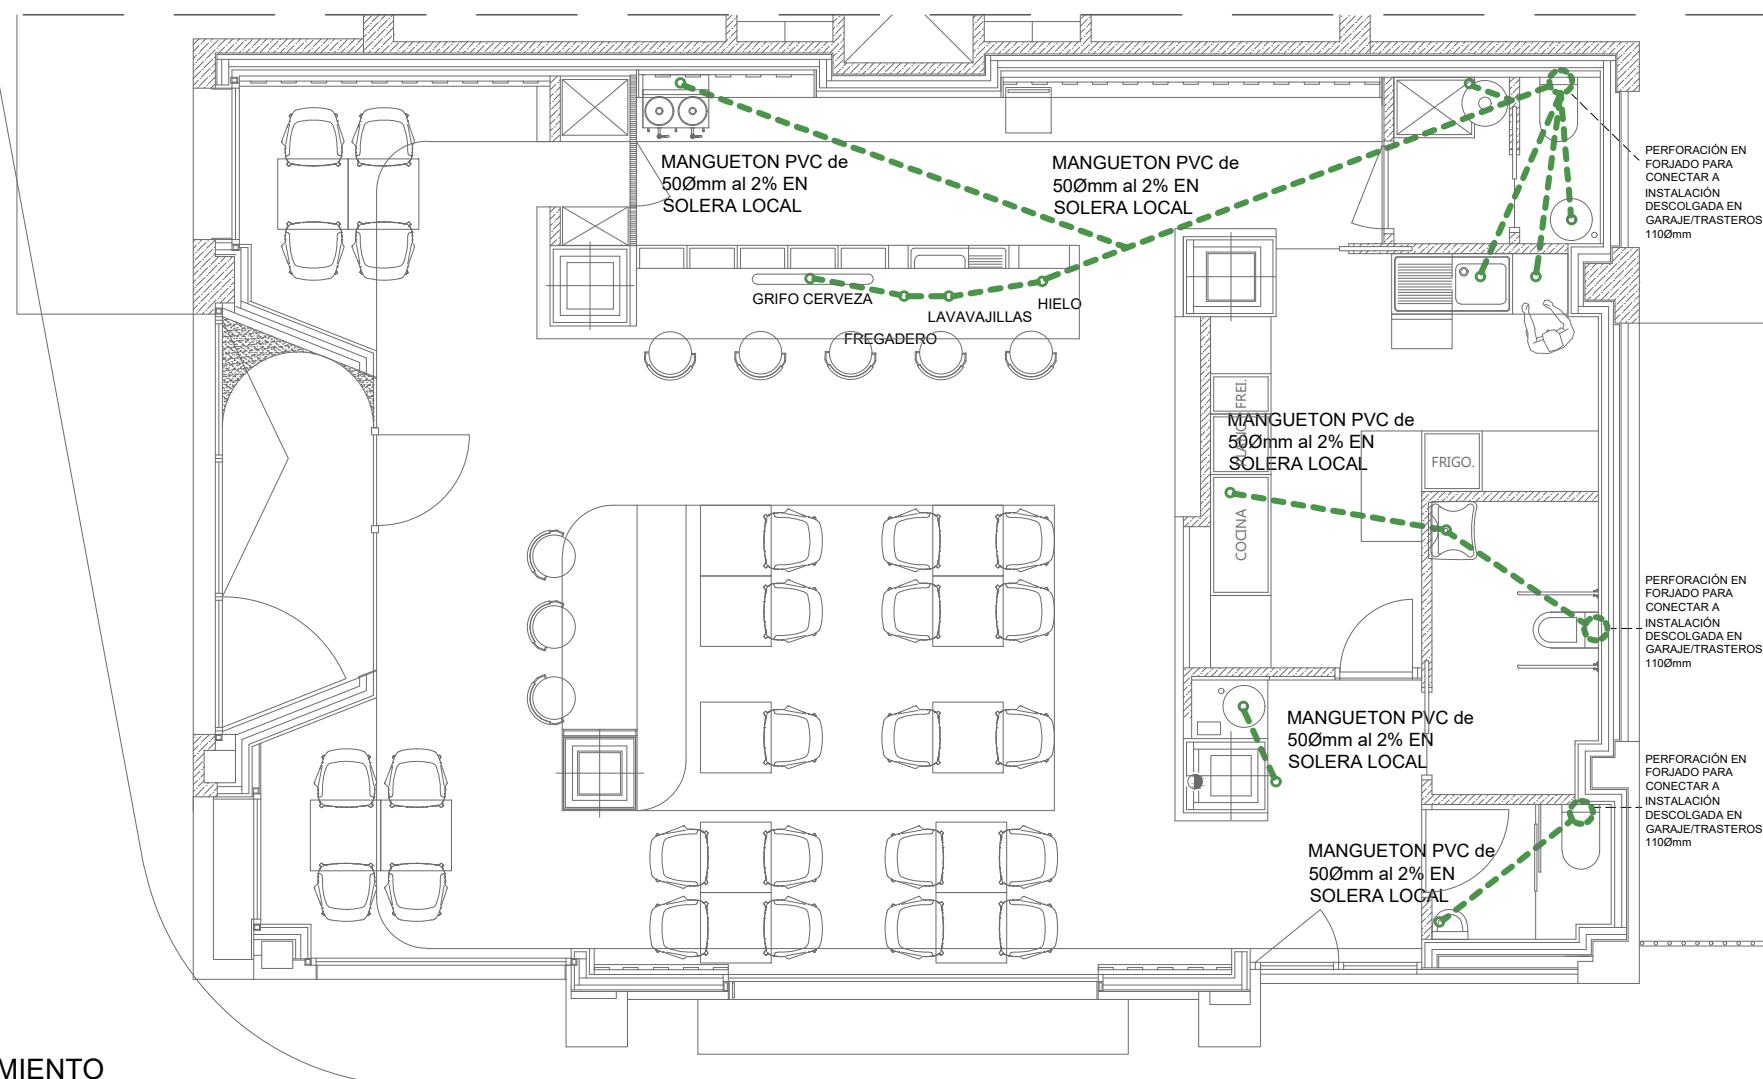 MANGUETON PVC de
50Ømm al 2% EN
SOLERA LOCAL
MANGUETON PVC de
50Ømm al 2% EN
SOLERA LOCAL
PERFORACIÓN EN
FORJADO PARA
CONECTAR A
INSTALACIÓN
DESCOLGADA EN
GARAJE/TRASTEROS
110Ømm
GRIFO CERVEZA
HIELO
LAVAVAJILLAS
FREGADERO
FREI.
MANGUETON PVC de
50Ømm al 2% EN
SOLERA LOCAL
FRIGO.
COCINA
PERFORACIÓN EN
FORJADO PARA
CONECTAR A
INSTALACIÓN
DESCOLGADA EN
GARAJE/TRASTEROS
110Ømm
MANGUETON PVC de
50Ømm al 2% EN
SOLERA LOCAL
PERFORACIÓN EN
FORJADO PARA
CONECTAR A
INSTALACIÓN
DESCOLGADA EN
GARAJE/TRASTEROS
110Ømm
MANGUETON PVC de
50Ømm al 2% EN
SOLERA LOCAL
MIENTO